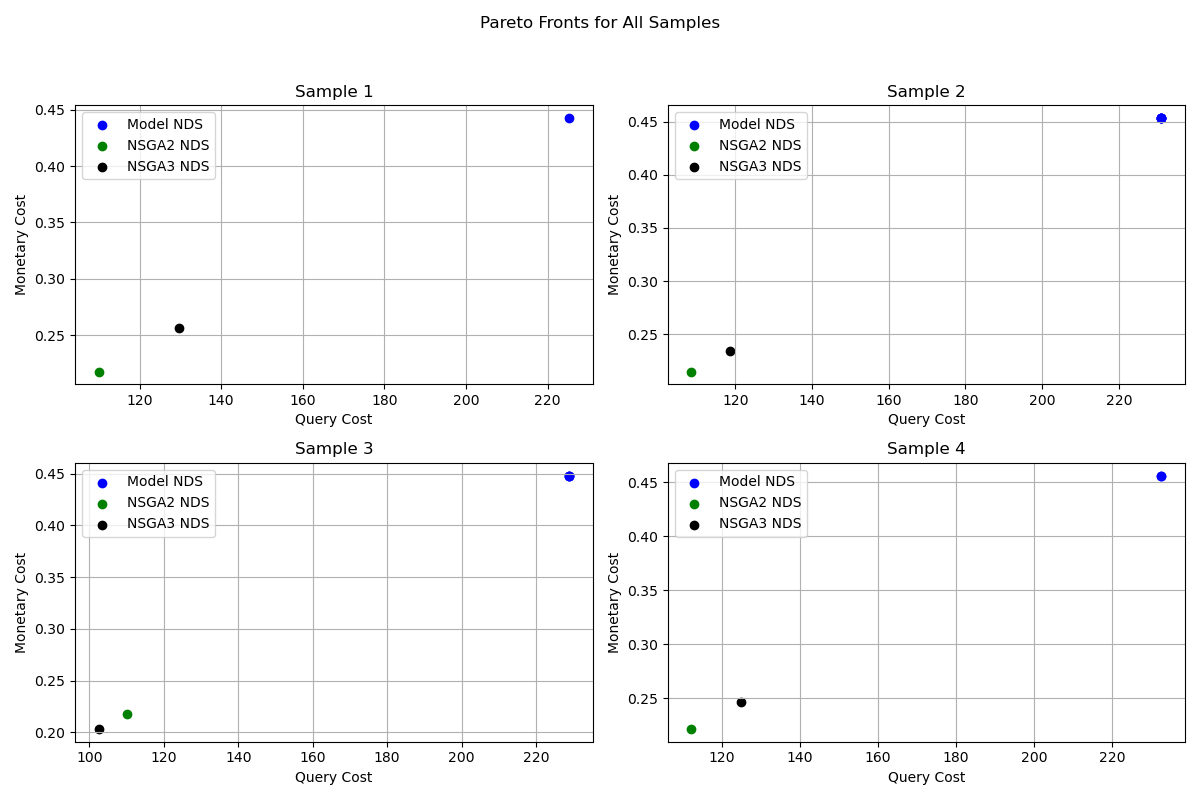 Pareto Fronts for All Samples
Sample 1
Monetary Cost
0.45
0.40
0.35
0.30
0.25
Model NDS
NSGA2 NDS
NSGA3 NDS
120 140 160 180 200 220
Query Cost
Sample 2
Monetary Cost
0.45
0.40
0.35
0.30
0.25
Model NDS
NSGA2 NDS
NSGA3 NDS
120 140 160 180 200 220
Query Cost
Sample 3
Monetary Cost
0.45
0.40
0.35
0.30
0.25
0.20
Model NDS
NSGA2 NDS
NSGA3 NDS
100 120 140 160 180 200 220
Query Cost
Sample 4
Monetary Cost
0.45
0.40
0.35
0.30
0.25
Model NDS
NSGA2 NDS
NSGA3 NDS
120 140 160 180 200 220
Query Cost